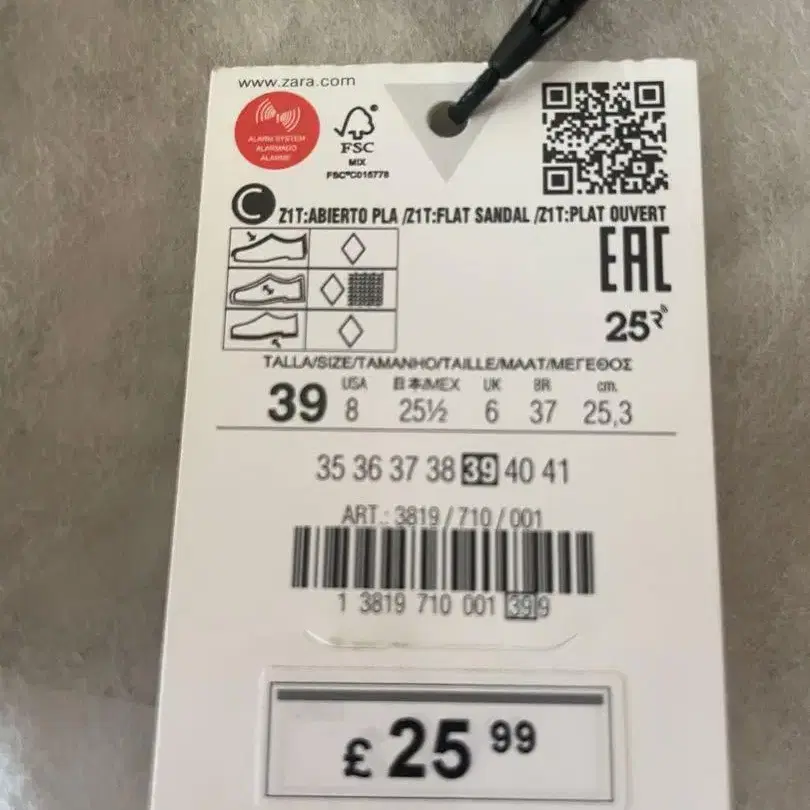 www.zara.com
ALARM SYSTEM
ALARMADO
ALARME
FSC
MIX
FSC®C015778
C Z1T:ABIERTO PLA /Z1T:FLAT SANDAL /Z1T:PLAT OUVERT
EAC
25R
TALLA/SIZE/TAMANHO/TAILLE/MAAT/ΜΕΓΕΘΟΣ
USA 日本/MEX UK BR cm.
39 8 25½ 6 37 25,3
35 36 37 38 39 40 41
ART.: 3819 / 710 / 001
1 3819 710 001 39 9
£ 25 99